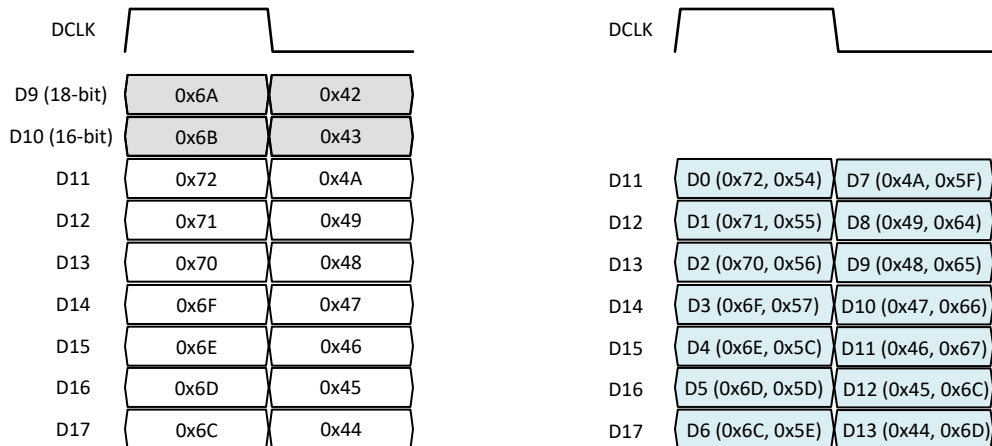 DCLK DCLK
D9 (18-bit) 0x6A 0x42
D10 (16-bit) 0x6B 0x43
D11 0x72 0x4A D11 D0 (0x72, 0x54) D7 (0x4A, 0x5F)
D12 0x71 0x49 D12 D1 (0x71, 0x55) D8 (0x49, 0x64)
D13 0x70 0x48 D13 D2 (0x70, 0x56) D9 (0x48, 0x65)
D14 0x6F 0x47 D14 D3 (0x6F, 0x57) D10 (0x47, 0x66)
D15 0x6E 0x46 D15 D4 (0x6E, 0x5C) D11 (0x46, 0x67)
D16 0x6D 0x45 D16 D5 (0x6D, 0x5D) D12 (0x45, 0x6C)
D17 0x6C 0x44 D17 D6 (0x6C, 0x5E) D13 (0x44, 0x6D)